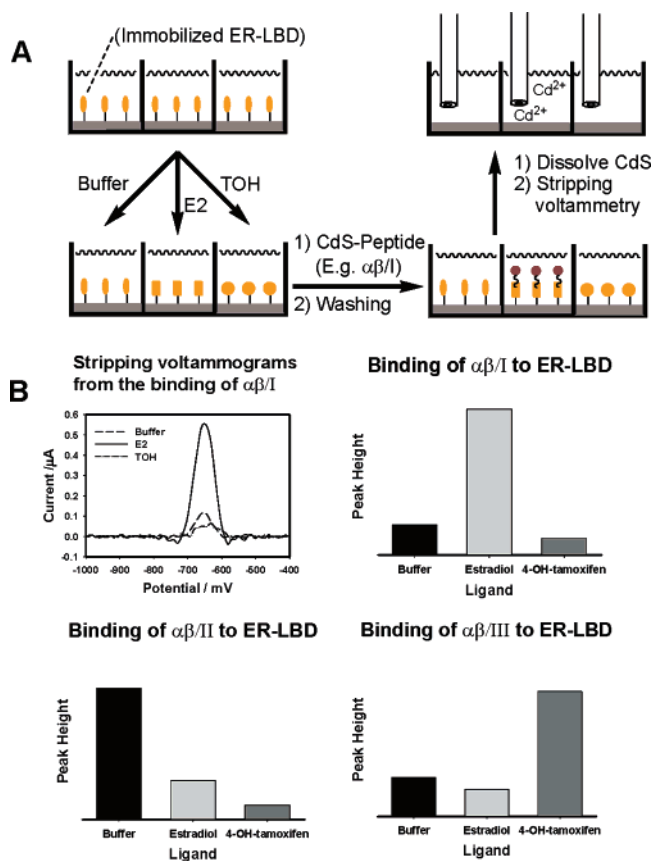 A
(Immobilized ER-LBD)
Buffer
E2
TOH
1) CdS-Peptide
(E.g. αβ/I)
2) Washing
Cd2+
Cd2+
1) Dissolve CdS
2) Stripping
voltammetry
B
Stripping voltammograms
from the binding of αβ/I
Current /µA
0.6
0.5
0.4
0.3
0.2
0.1
0.0
-0.1
Buffer
E2
TOH
-1000 -900 -800 -700 -600 -500 -400
Potential / mV
Binding of αβ/I to ER-LBD
Peak Height
Buffer Estradiol 4-OH-tamoxifen
Ligand
Binding of αβ/II to ER-LBD
Peak Height
Buffer Estradiol 4-OH-tamoxifen
Ligand
Binding of αβ/III to ER-LBD
Peak Height
Buffer Estradiol 4-OH-tamoxifen
Ligand